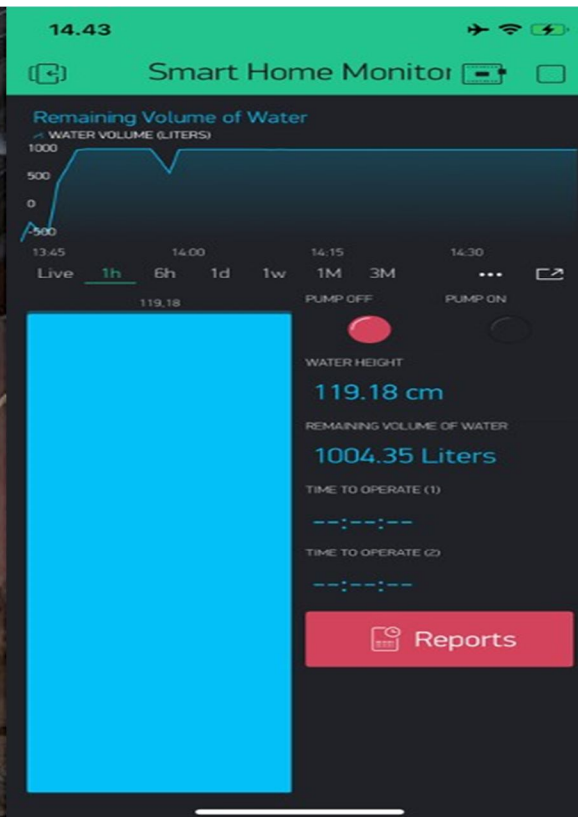 14.43
Smart Home Monitor
Remaining Volume of Water
WATER VOLUME (LITERS)
1000
500
0
-500
13:45 14:00 14:15 14:30
Live 1h 6h 1d 1w 1M 3M ...
119,18
PUMP OFF PUMP ON
WATER HEIGHT
119.18 cm
REMAINING VOLUME OF WATER
1004.35 Liters
TIME TO OPERATE (1)
--:--:--
TIME TO OPERATE (2)
--:--:--
Reports